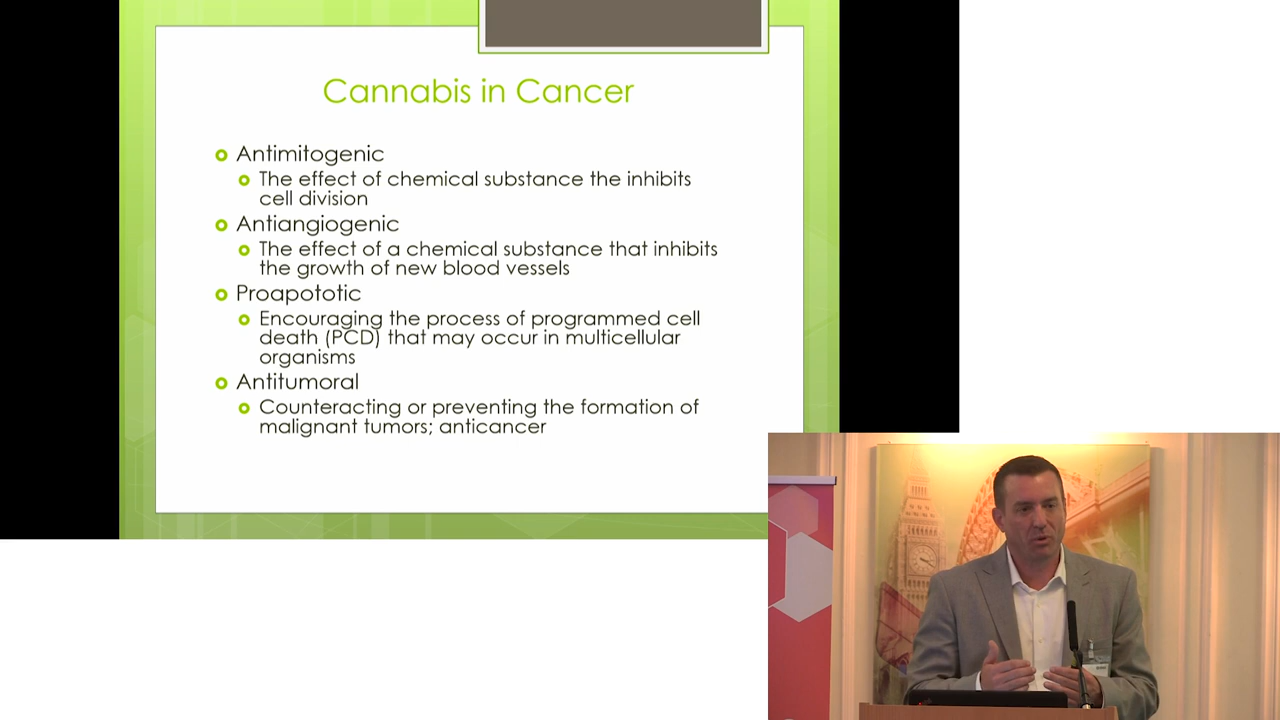 Cannabis in Cancer
Antimitogenic
The effect of chemical substance the inhibits
cell division
Antiangiogenic
The effect of a chemical substance that inhibits
the growth of new blood vessels
Proapototic
Encouraging the process of programmed cell
death (PCD) that may occur in multicellular
organisms
Antitumoral
Counteracting or preventing the formation of
malignant tumors; anticancer